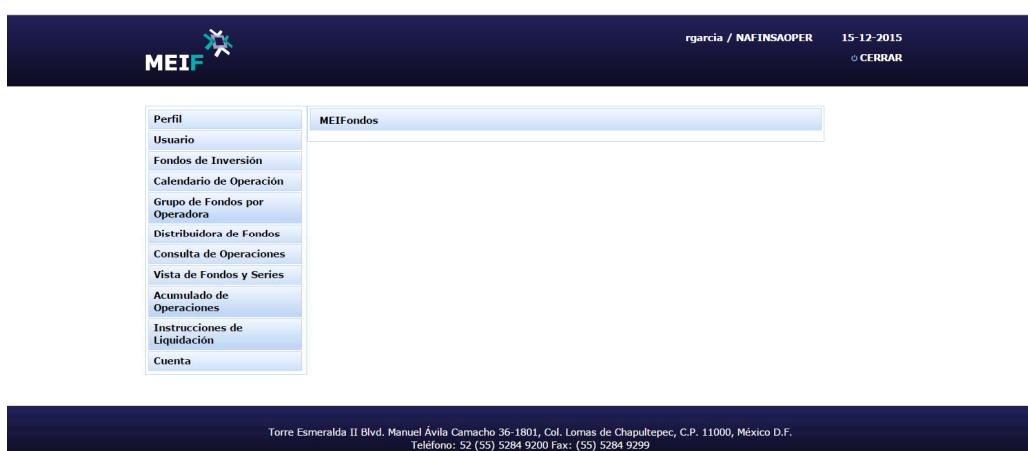 MEIF
rgarcia / NAFINSAOPER 15-12-2015
CERRAR
Perfil
Usuario
Fondos de Inversión
Calendario de Operación
Grupo de Fondos por
Operadora
Distribuidora de Fondos
Consulta de Operaciones
Vista de Fondos y Series
Acumulado de
Operaciones
Instrucciones de
Liquidación
Cuenta
MEIFondos
Torre Esmeralda II Blvd. Manuel Ávila Camacho 36-1801, Col. Lomas de Chapultepec, C.P. 11000, México D.F.
Teléfono: 52 (55) 5284 9200 Fax: (55) 5284 9299